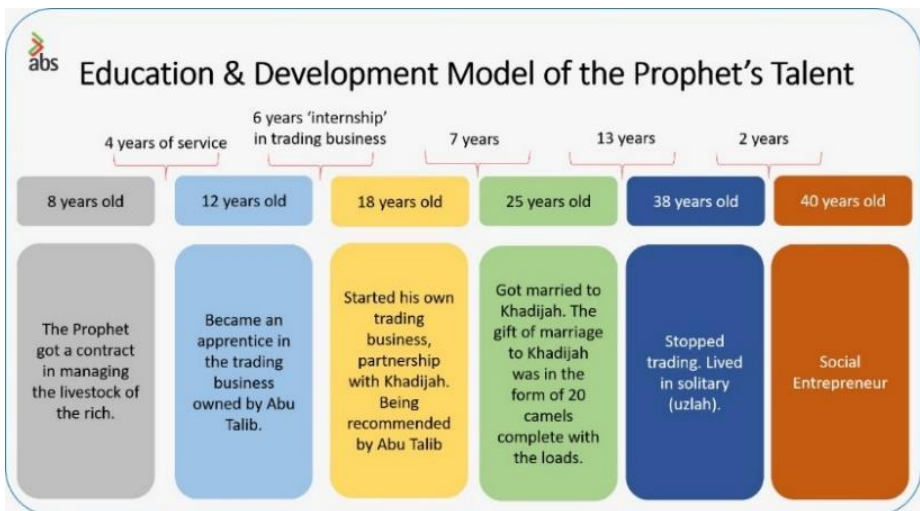 abs
Education & Development Model of the Prophet's Talent
4 years of service
6 years ‘internship’
in trading business
7 years
13 years
2 years
8 years old
12 years old
18 years old
25 years old
38 years old
40 years old
The Prophet
got a contract
in managing
the livestock of
the rich.
Became an
apprentice in
the trading
business
owned by Abu
Talib.
Started his own
trading
business,
partnership
with Khadijah.
Being
recommended
by Abu Talib
Got married to
Khadijah. The
gift of marriage
to Khadijah
was in the
form of 20
camels
complete with
the loads.
Stopped
trading. Lived
in solitary
(uzlah).
Social
Entrepreneur